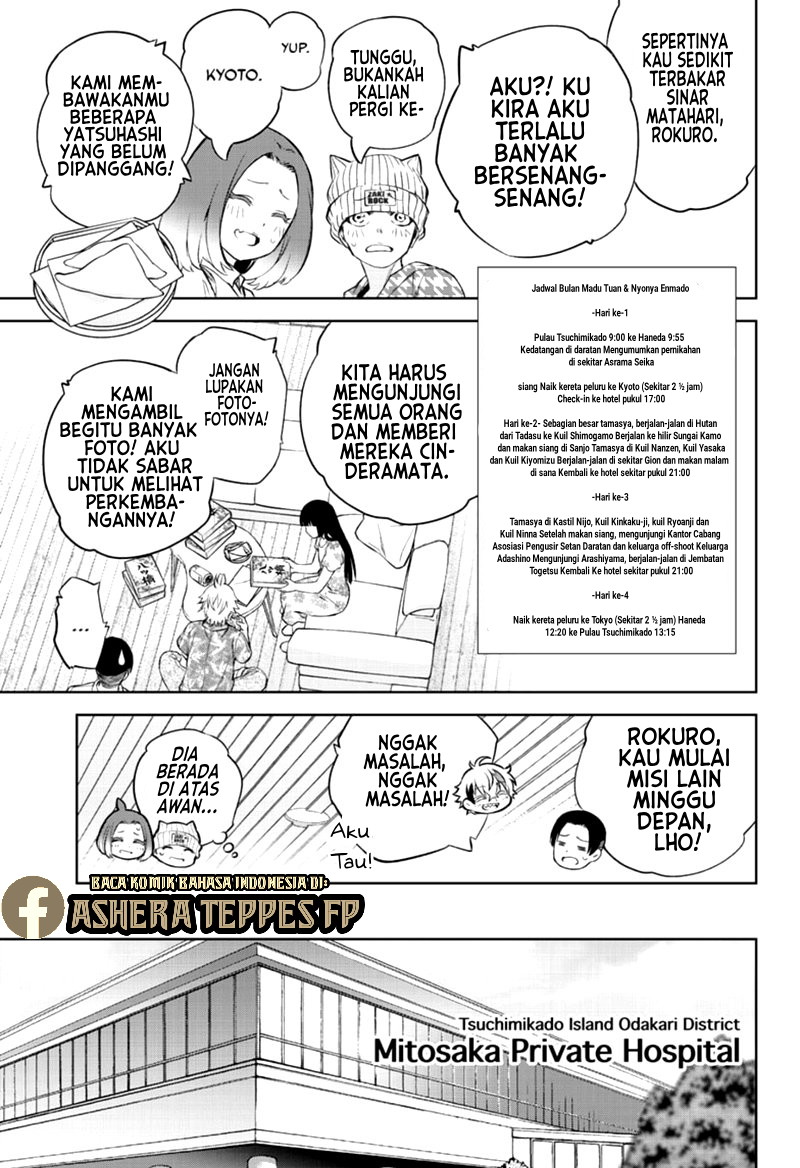 SEPERTINYA
KAU SEDIKIT
TERBAKAR
SINAR
MATAHARI,
ROKURO.
AKU?! KU
KIRA AKU
TERLALU
BANYAK
BERSENANG-
SENANG!
TUNGGU,
BUKANKAH
KALIAN
PERGI KE-
YUP.
KYOTO.
KAMI MEM-
BAWAKANMU
BEBERAPA
YATSUHASHI
YANG BELUM
DIPANGGANG!
ZAKI
ROCK
Jadwal Bulan Madu Tuan & Nyonya Enmado
-Hari ke-1
Pulau Tsuchimikado 9:00 ke Haneda 9:55
Kedatangan di daratan Mengumumkan pernikahan
di sekitar Asrama Seika
siang Naik kereta peluru ke Kyoto (Sekitar 2 ½ jam)
Check-in ke hotel pukul 17:00
Hari ke-2- Sebagian besar tamasya, berjalan-jalan di Hutan
dari Tadasu ke Kuil Shimogamo Berjalan ke hilir Sungai Kamo
dan makan siang di Sanjo Tamasya di Kuil Nanzen, Kuil Yasaka
dan Kuil Kiyomizu Berjalan-jalan di sekitar Gion dan makan malam
di sana Kembali ke hotel sekitar pukul 21:00
-Hari ke-3
Tamasya di Kastil Nijo, Kuil Kinkaku-ji, kuil Ryoanji dan
Kuil Ninna Setelah makan siang, mengunjungi Kantor Cabang
Asosiasi Pengusir Setan Daratan dan keluarga off-shoot Keluarga
Adashino Mengunjungi Arashiyama, berjalan-jalan di Jembatan
Togetsu Kembali Ke hotel sekitar pukul 21:00
-Hari ke-4
Naik kereta peluru ke Tokyo (Sekitar 2 ½ jam) Haneda
12:20 ke Pulau Tsuchimikado 13:15
KITA HARUS
MENGUNJUNGI
SEMUA ORANG
DAN MEMBERI
MEREKA CIN-
DERAMATA.
JANGAN
LUPAKAN
FOTO-
FOTONYA!
KAMI
MENGAMBIL
BEGITU BANYAK
FOTO! AKU
TIDAK SABAR
UNTUK MELIHAT
PERKEMBA-
NGANNYA!
...
ROKURO,
KAU MULAI
MISI LAIN
MINGGU
DEPAN,
LHO!
NGGAK
MASALAH,
NGGAK
MASALAH!
Aku
Tau!
DIA
BERADA
DI ATAS
AWAN...
BACA KOMIK BAHASA INDONESIA DI:
f ASHERA TEPPES FP
Tsuchimikado Island Odakari District
Mitosaka Private Hospital